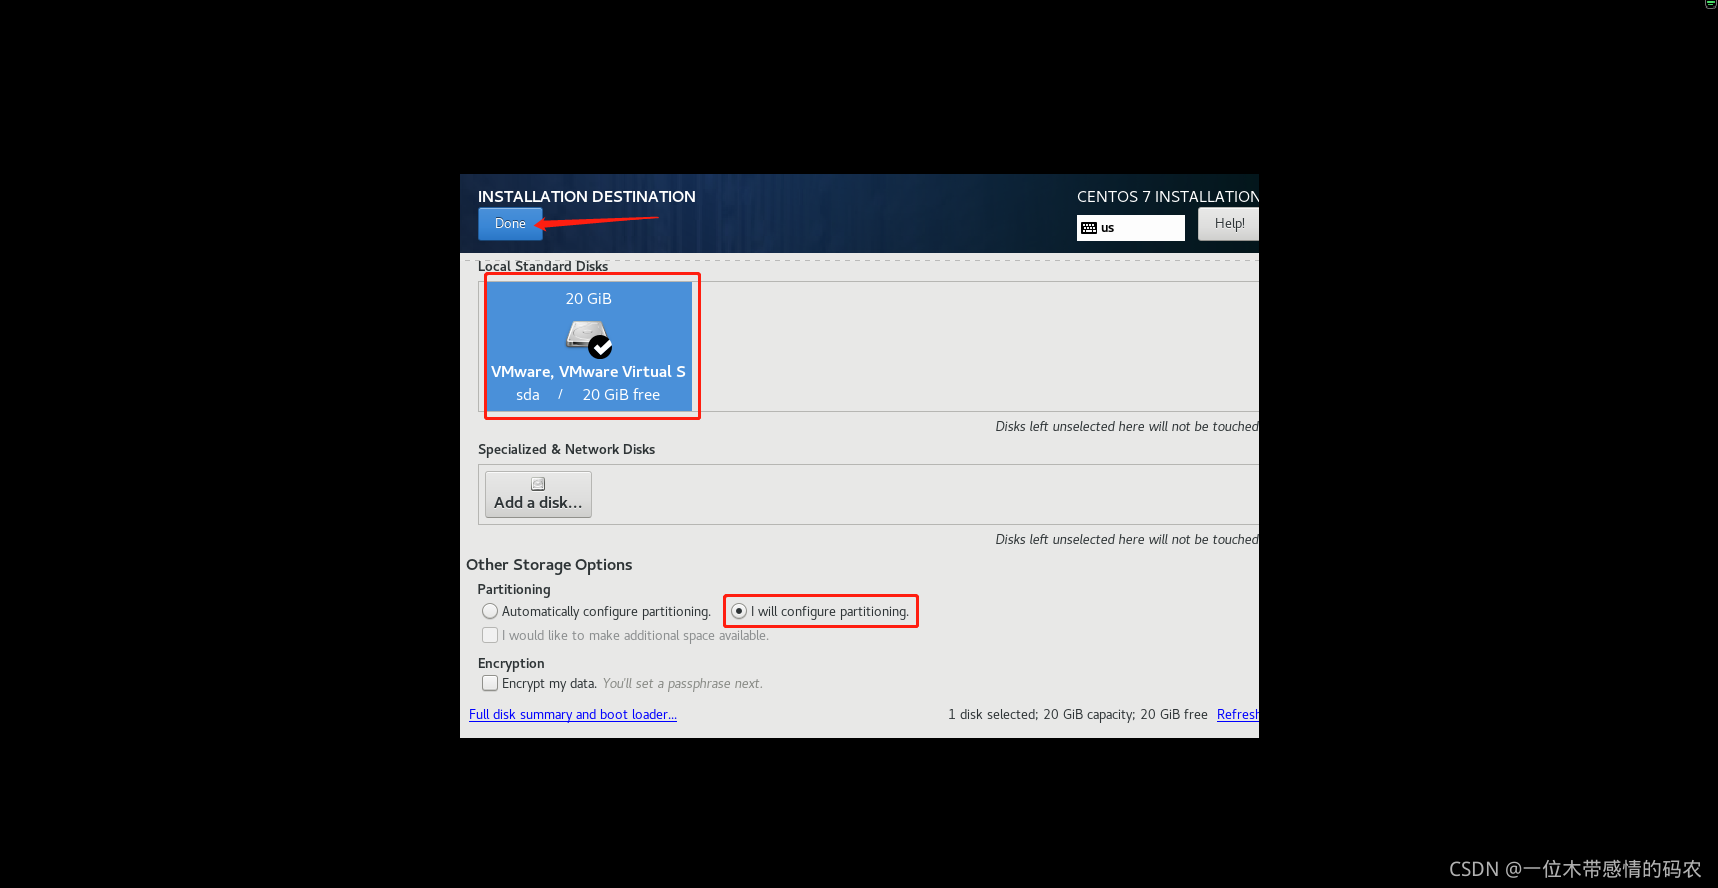 INSTALLATION DESTINATION
CENTOS 7 INSTALLATION
Done
us
Help!
Local Standard Disks
20 GiB
VMware, VMware Virtual S
sda / 20 GiB free
Disks left unselected here will not be touched
Specialized & Network Disks
Add a disk...
Disks left unselected here will not be touched
Other Storage Options
Partitioning
Automatically configure partitioning. I will configure partitioning.
I would like to make additional space available.
Encryption
Encrypt my data. You'll set a passphrase next.
Full disk summary and boot loader... 1 disk selected; 20 GiB capacity; 20 GiB free Refresh
CSDN @一位木带感情的码农